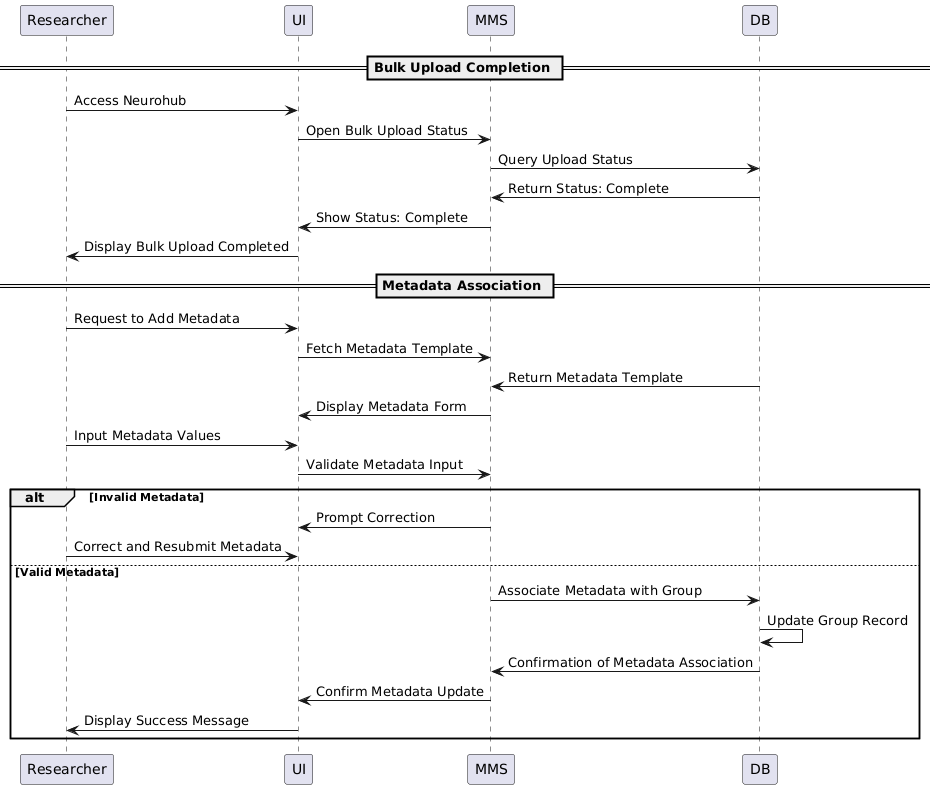 Researcher UI MMS DB
Bulk Upload Completion
Access Neurohub
Open Bulk Upload Status
Query Upload Status
Return Status: Complete
Show Status: Complete
Display Bulk Upload Completed
Metadata Association
Request to Add Metadata
Fetch Metadata Template
Return Metadata Template
Display Metadata Form
Input Metadata Values
Validate Metadata Input
alt [Invalid Metadata]
Prompt Correction
Correct and Resubmit Metadata
[Valid Metadata]
Associate Metadata with Group
Update Group Record
Confirmation of Metadata Association
Confirm Metadata Update
Display Success Message
Researcher UI MMS DB